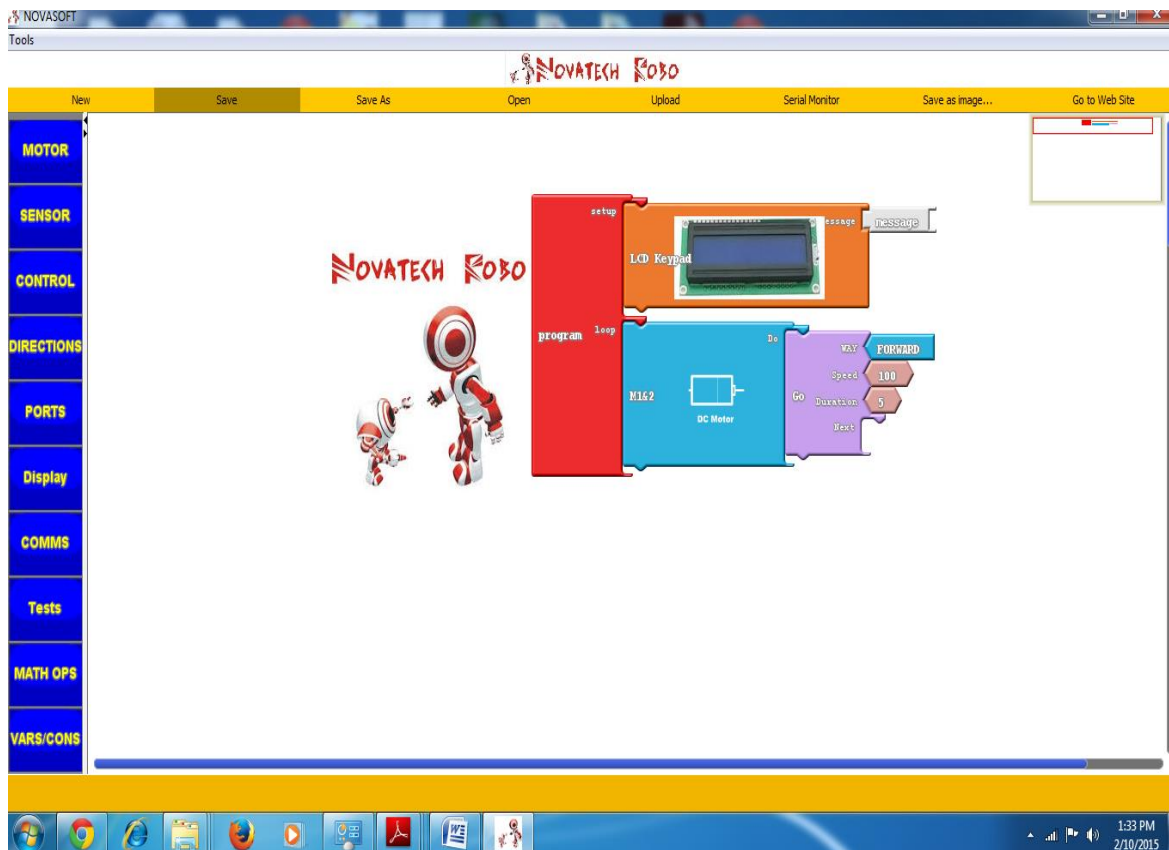 NOVASOFT
Tools
NOVATECH ROBO
New Save Save As Open Upload Serial Monitor Save as image... Go to Web Site
MOTOR
SENSOR
CONTROL
DIRECTIONS
PORTS
Display
COMMS
Tests
MATH OPS
VARS/CONS
NOVATECH ROBO
program
setup
LCD Keypad
essage
message
loop
M1&2
DC Motor
Do
Go
WAY FORWARD
Speed 100
Duration 5
Next
1:33 PM
2/10/2015